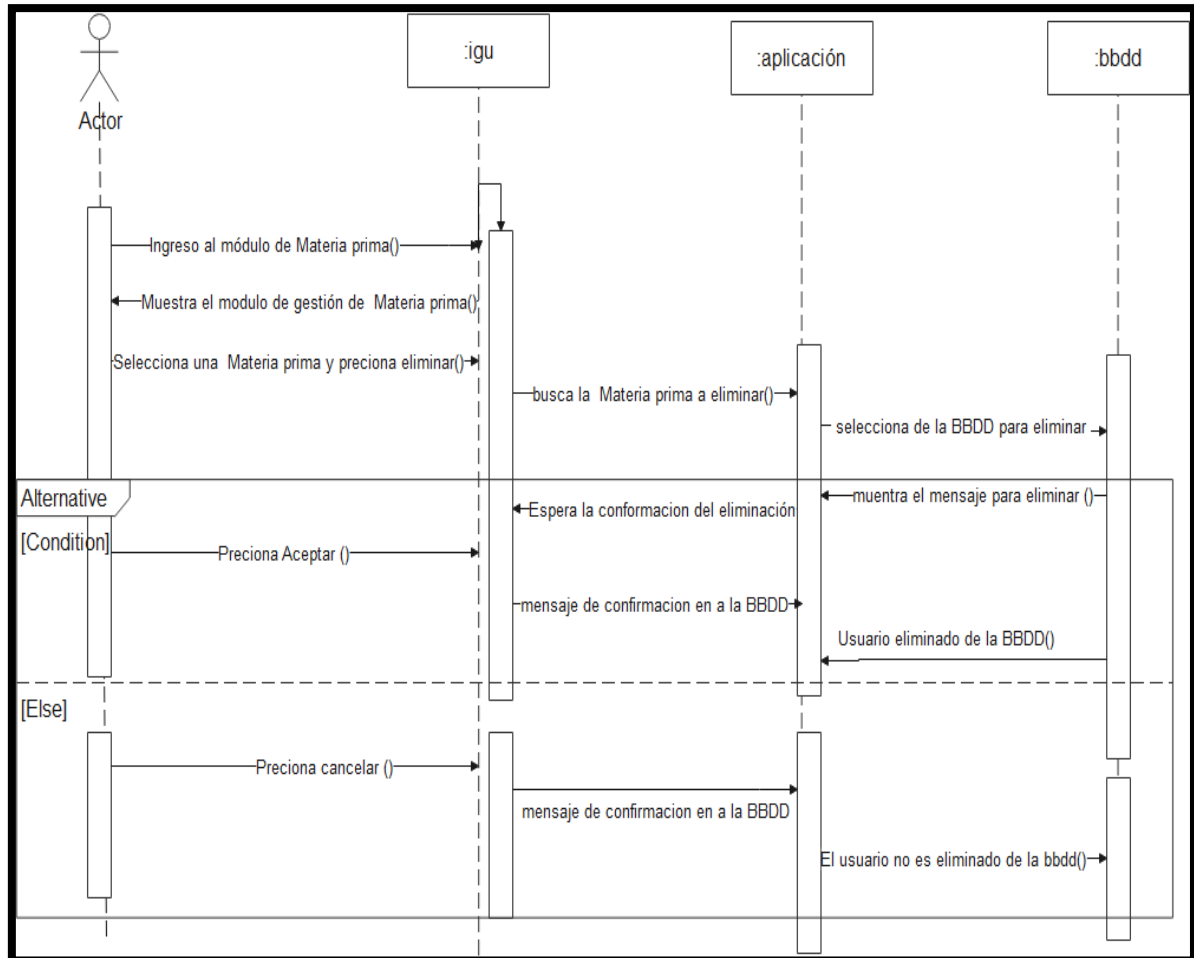 :igu
:aplicación
:bbdd
Actor
Ingreso al módulo de Materia prima()
Muestra el modulo de gestión de Materia prima()
Selecciona una Materia prima y preciona eliminar()
busca la Materia prima a eliminar()
selecciona de la BBDD para eliminar
Alternative
muentra el mensaje para eliminar ()
Espera la conformacion del eliminación
[Condition]
Preciona Aceptar ()
mensaje de confirmacion en a la BBDD
Usuario eliminado de la BBDD()
[Else]
Preciona cancelar ()
mensaje de confirmacion en a la BBDD
El usuario no es eliminado de la bbdd()